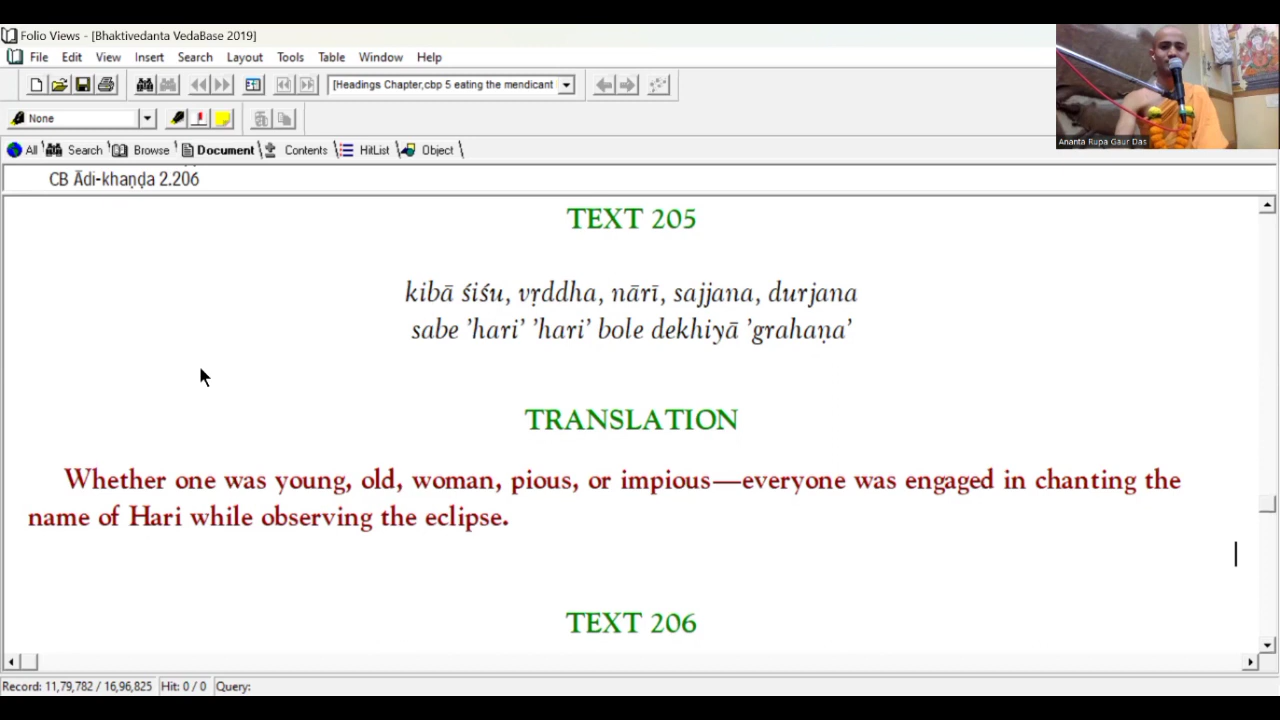 Folio Views - [Bhaktivedanta VedaBase 2019]
File Edit View Insert Search Layout Tools Table Window Help
[Headings Chapter,cbp 5 eating the mendicant
None
All Search Browse Document Contents HitList Object
Ananta Rupa Gaur Das
CB Ādi-khaṇḍa 2.206
TEXT 205
kibā śiśu, vṛddha, nārī, sajjana, durjana
sabe ’hari’ ’hari’ bole dekhiyā ’grahaṇa’
TRANSLATION
Whether one was young, old, woman, pious, or impious—everyone was engaged in chanting the
name of Hari while observing the eclipse.
TEXT 206
Record: 11,79,782 / 16,96,825 Hit: 0 / 0 Query: